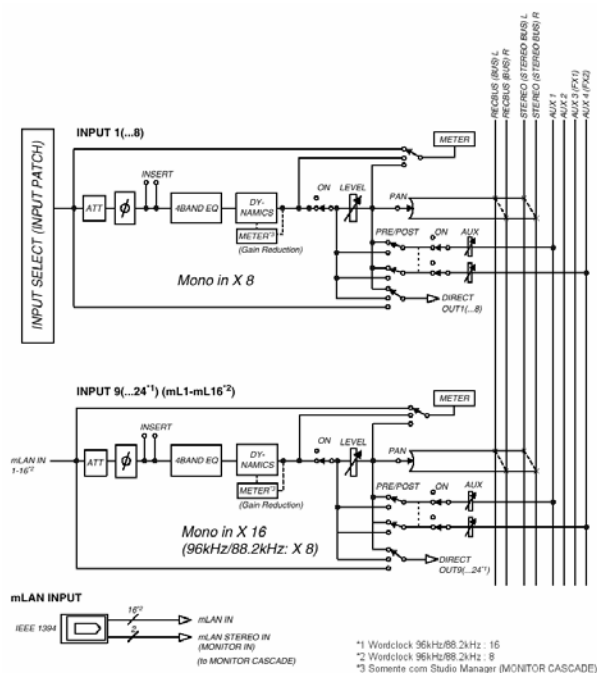 RECBUS (BUS) L
RECBUS (BUS) R
STEREO (STEREO BUS) L
STEREO (STEREO BUS) R
AUX 1
AUX 2
AUX 3 (FX1)
AUX 4 (FX2)
INPUT SELECT (INPUT PATCH)
INPUT 1(...8)
METER
INSERT
ON
LEVEL
ATT
ϕ
4BAND EQ
DY-
NAMICS
PAN
METER*3
(Gain Reduction)
PRE/POST
ON
AUX
Mono in X 8
DIRECT
OUT1(...8)
INPUT 9(...24*1) (mL1-mL16*2)
METER
INSERT
ON
LEVEL
mLAN IN
1-16*2
ATT
ϕ
4BAND EQ
DY-
NAMICS
PAN
METER*3
(Gain Reduction)
PRE/POST
ON
AUX
Mono in X 16
(96kHz/88.2kHz: X 8)
DIRECT
OUT9(...24*1)
mLAN INPUT
IEEE 1394
16*2
mLAN IN
2
mLAN STEREO IN
(MONITOR IN)
(to MONITOR CASCADE)
*1 Wordclock 96kHz/88.2kHz : 16
*2 Wordclock 96kHz/88.2kHz : 8
*3 Somente com Studio Manager (MONITOR CASCADE)